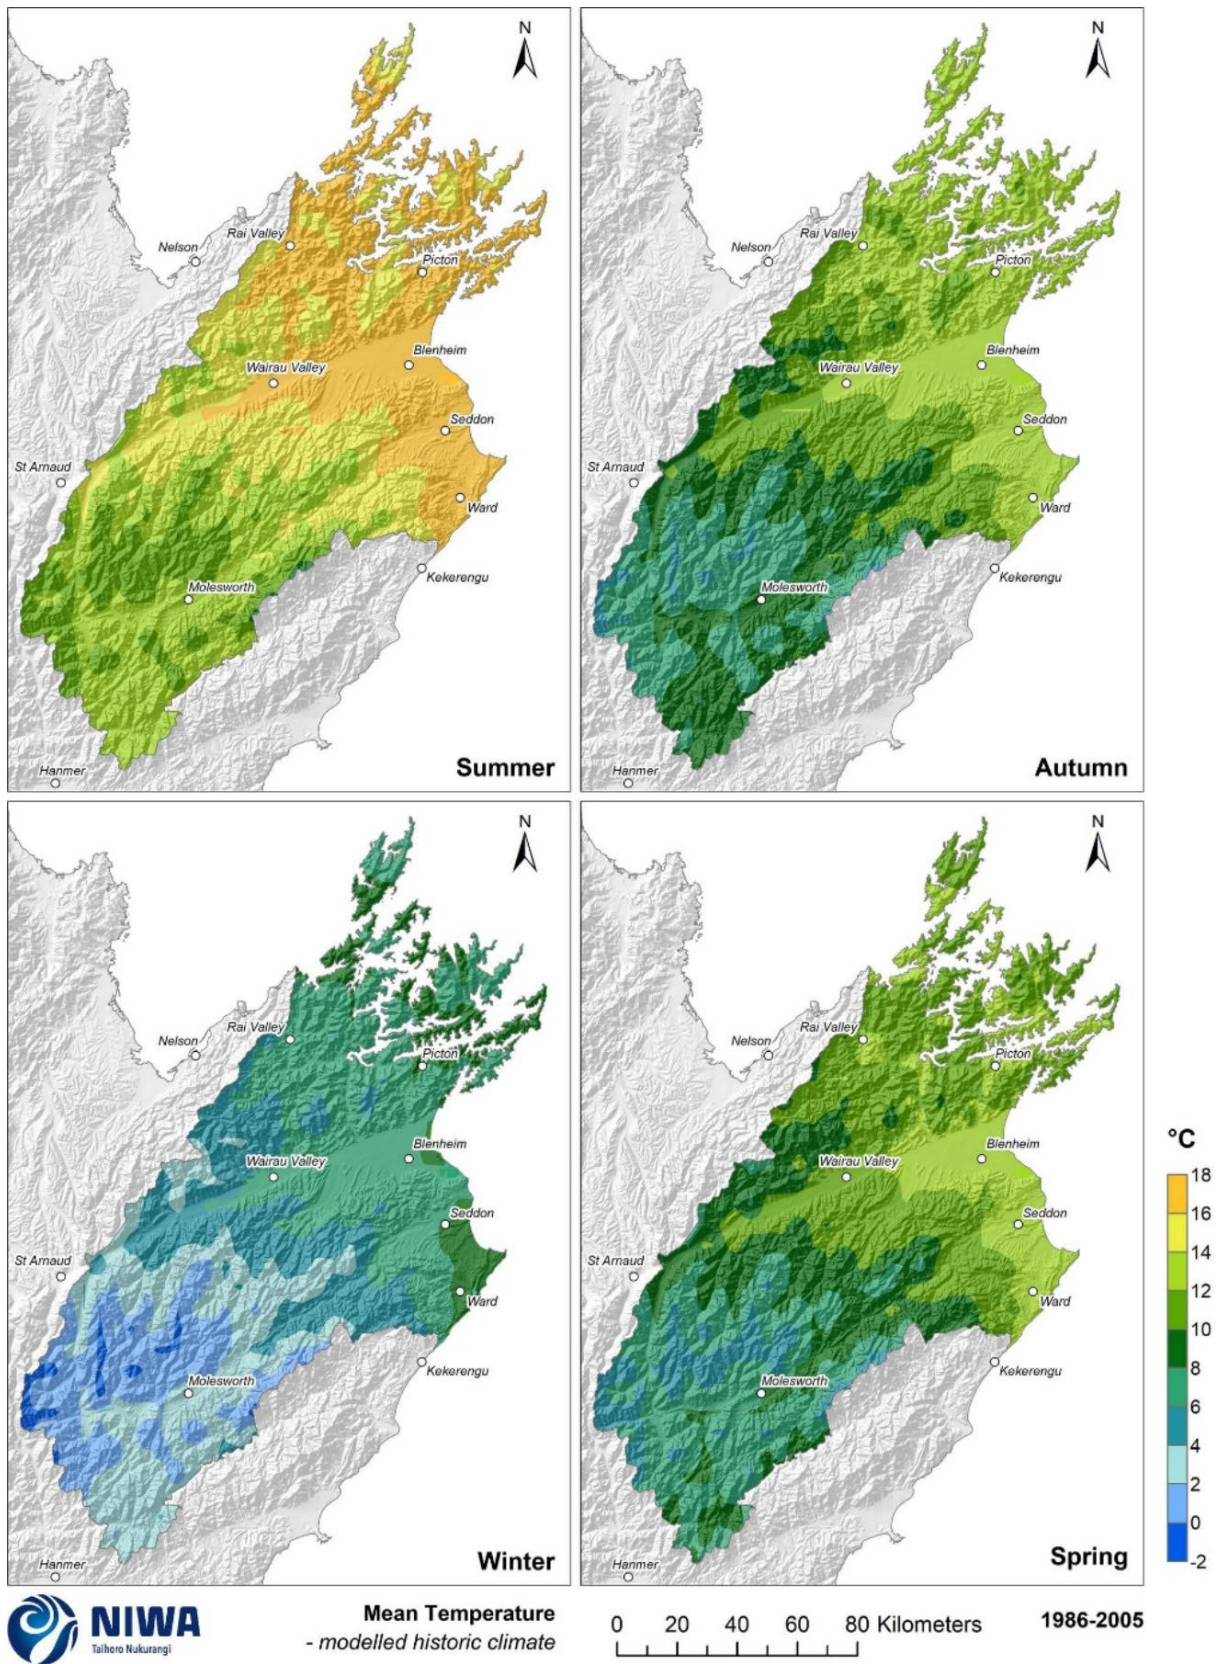 N
Rai Valley
Nelson
Picton
Blenheim
Wairau Valley
Seddon
St Arnaud
Ward
Kekerengu
Molesworth
Hanmer
Summer
N
Rai Valley
Nelson
Picton
Blenheim
Wairau Valley
Seddon
St Arnaud
Ward
Kekerengu
Molesworth
Hanmer
Autumn
N
Rai Valley
Nelson
Picton
Blenheim
Wairau Valley
Seddon
St Arnaud
Ward
Kekerengu
Molesworth
Hanmer
Winter
N
Rai Valley
Nelson
Picton
Blenheim
Wairau Valley
Seddon
St Arnaud
Ward
Kekerengu
Molesworth
Hanmer
Spring
°C
18
16
14
12
10
8
6
4
2
0
-2
NIWA
Taihoro Nukurangi
Mean Temperature
- modelled historic climate
0 20 40 60 80 Kilometers
1986-2005